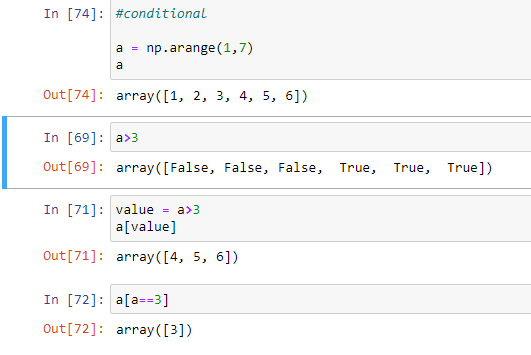 In [74]: #conditional
a = np.arange(1,7)
a
Out[74]: array([1, 2, 3, 4, 5, 6])
In [69]: a>3
Out[69]: array([False, False, False,  True,  True,  True])
In [71]: value = a>3
a[value]
Out[71]: array([4, 5, 6])
In [72]: a[a==3]
Out[72]: array([3])